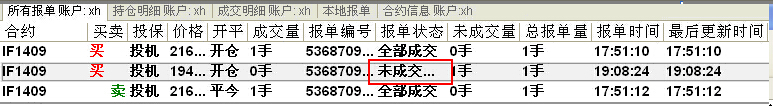 所有报单 账户: xh 持仓明细 账户: xh 成交明细 账户: xh 本地报单 合约信息 账户:xh
合约 买卖 投保 价格 开平 成交量 报单编号 报单状态 未成交量 总报单量 报单时间 最后更新时间
IF1409 买 投机 216... 开仓 1手 5368709... 全部成交 0手 1手 17:51:10 17:51:10
IF1409 买 投机 194... 开仓 0手 5368709... 未成交... 1手 1手 19:08:24 19:08:24
IF1409 卖 投机 216... 平今 1手 5368709... 全部成交 0手 1手 17:51:12 17:51:12